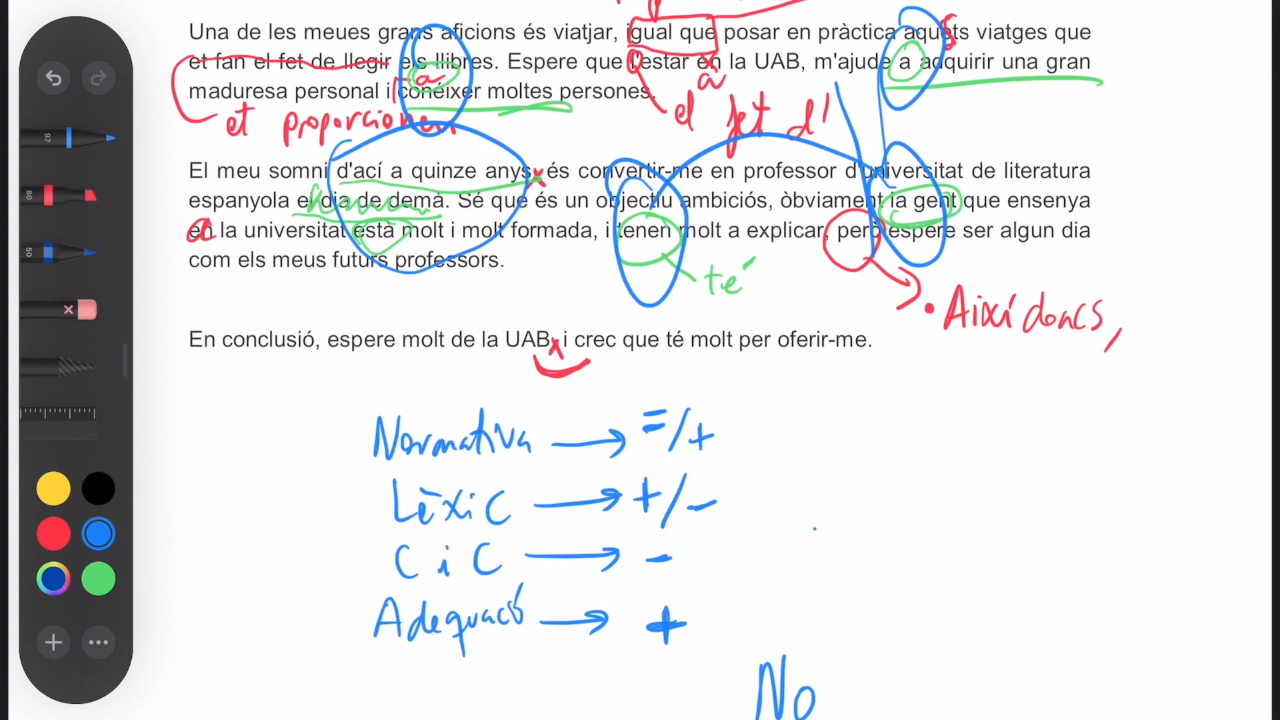 Una de les meues grans aficions és viatjar, igual que posar en pràctica aquets viatges que
s
et fan el fet de llegir els llibres. Espere que l'estar en la UAB, m'ajude a adquirir una gran
a
a
maduresa personal i conéixer moltes persones.
et proporcionen
el fet d'
El meu somni d'ací a quinze anys, és convertir-me en professor d'universitat de literatura
x
espanyola el dia de demà. Sé que és un objectiu ambiciós, òbviament la gent que ensenya
a
en la universitat està molt i molt formada, i tenen molt a explicar, però espere ser algun dia
com els meus futurs professors.
té
. Així doncs,
En conclusió, espere molt de la UAB, i crec que té molt per oferir-me.
x
Normativa → =/+
Lèxic → +/-
C i C → -
Adequació → +
No
97
80
50